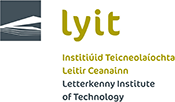 lyit
Institiúid Teicneolaíochta
Leitir Ceanainn
Letterkenny Institute
of Technology